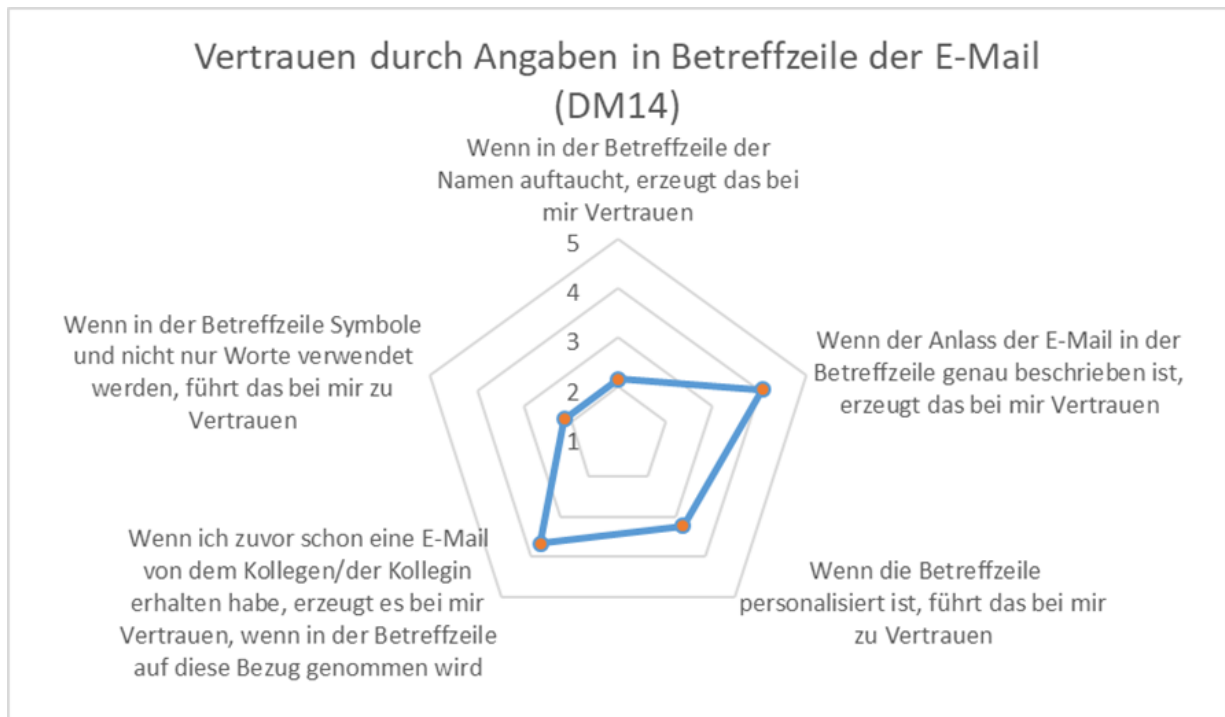 Vertrauen durch Angaben in Betreffzeile der E-Mail
(DM14)
Wenn in der Betreffzeile der
Namen auftaucht, erzeugt das bei
mir Vertrauen
5
4
3
2
1
Wenn der Anlass der E-Mail in der
Betreffzeile genau beschrieben ist,
erzeugt das bei mir Vertrauen
Wenn die Betreffzeile
personalisiert ist, führt das bei mir
zu Vertrauen
Wenn ich zuvor schon eine E-Mail
von dem Kollegen/der Kollegin
erhalten habe, erzeugt es bei mir
Vertrauen, wenn in der Betreffzeile
auf diese Bezug genommen wird
Wenn in der Betreffzeile Symbole
und nicht nur Worte verwendet
werden, führt das bei mir zu
Vertrauen